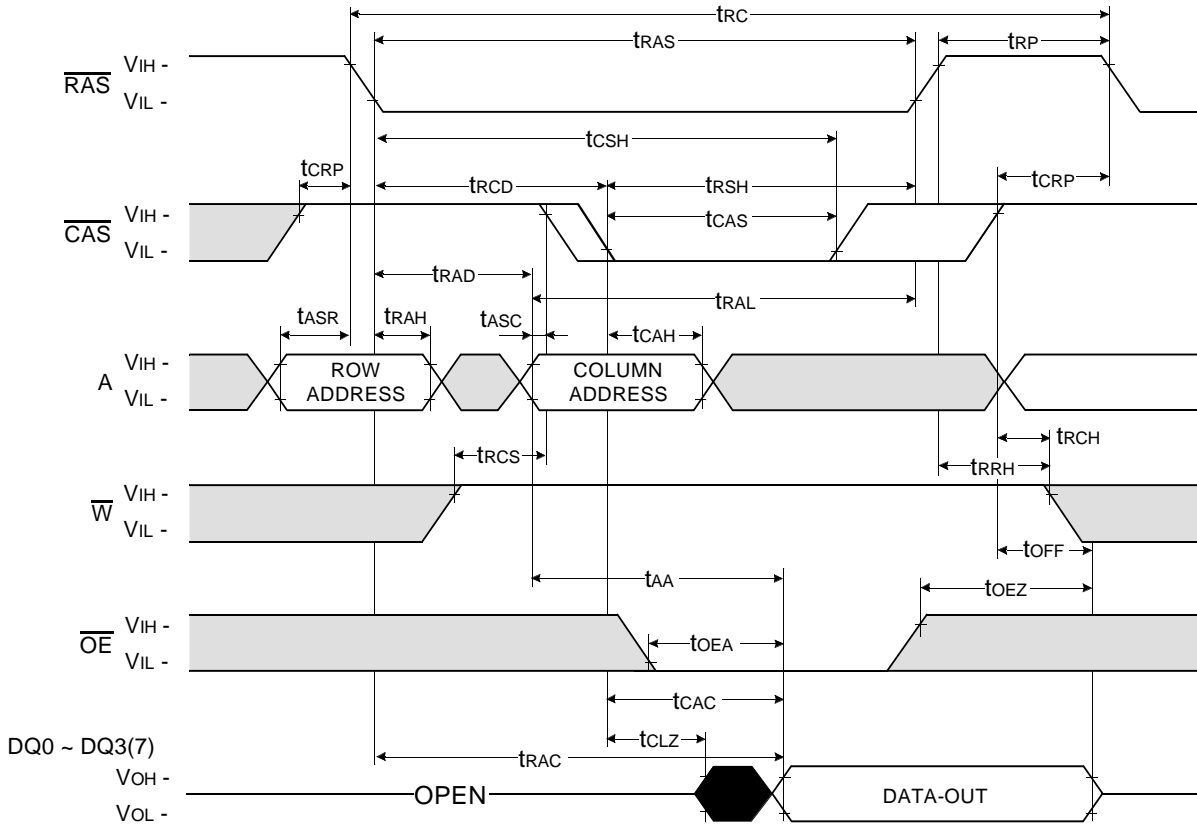 tRC
tRAS
tRP
RAS
VIH -
VIL -
tCSH
tCRP
tRCD
tRSH
tCRP
CAS
VIH -
VIL -
tCAS
tRAD
tRAL
tASR
tRAH
tASC
tCAH
A
VIH -
VIL -
ROW
ADDRESS
COLUMN
ADDRESS
tRCS
tRCH
tRRH
W
VIH -
VIL -
tOFF
tAA
tOEZ
OE
VIH -
VIL -
tOEA
tCAC
DQ0 ~ DQ3(7)
tCLZ
tRAC
VOH -
VOL -
OPEN
DATA-OUT